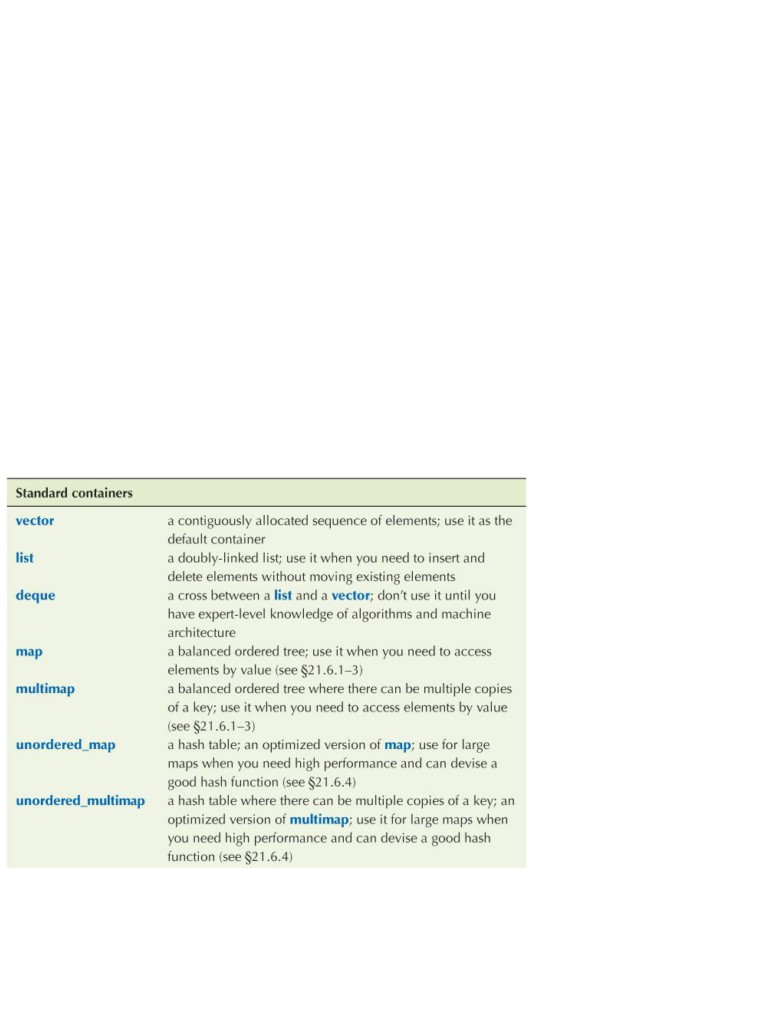 Standard containers
vector a contiguously allocated sequence of elements; use it as the
default container
list a doubly-linked list; use it when you need to insert and
delete elements without moving existing elements
deque a cross between a list and a vector; don't use it until you
have expert-level knowledge of algorithms and machine
architecture
map a balanced ordered tree; use it when you need to access
elements by value (see §21.6.1–3)
multimap a balanced ordered tree where there can be multiple copies
of a key; use it when you need to access elements by value
(see §21.6.1–3)
unordered_map a hash table; an optimized version of map; use for large
maps when you need high performance and can devise a
good hash function (see §21.6.4)
unordered_multimap a hash table where there can be multiple copies of a key; an
optimized version of multimap; use it for large maps when
you need high performance and can devise a good hash
function (see §21.6.4)